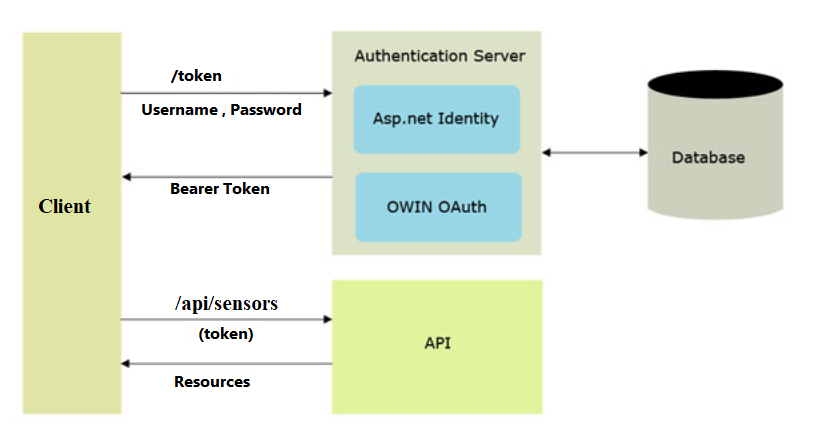 Authentication Server
/token
Username , Password
Asp.net Identity
Database
Bearer Token
Client
OWIN OAuth
/api/sensors
(token)
API
Resources